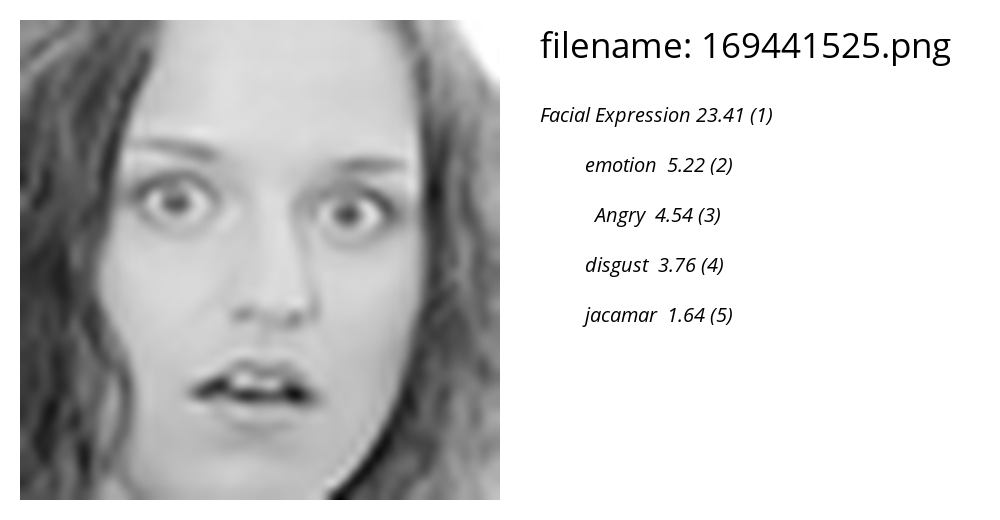 filename: 169441525.png
Facial Expression 23.41 (1)
emotion 5.22 (2)
Angry 4.54 (3)
disgust 3.76 (4)
jacamar 1.64 (5)